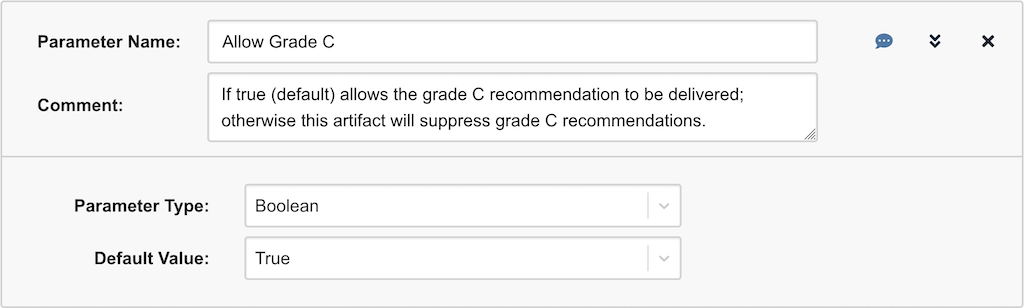 Parameter Name: Allow Grade C
Comment: If true (default) allows the grade C recommendation to be delivered;
otherwise this artifact will suppress grade C recommendations.
Parameter Type: Boolean
Default Value: True